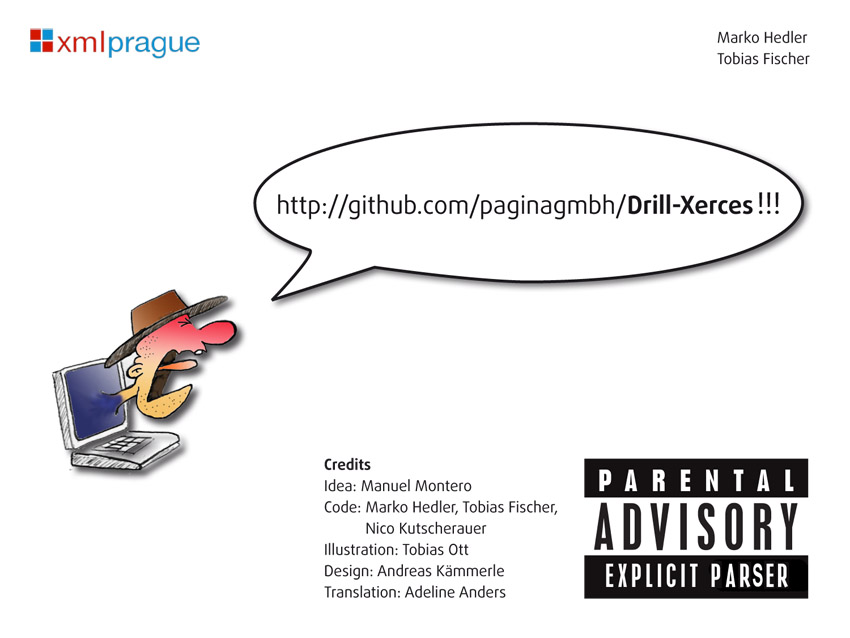 xmlprague
Marko Hedler
Tobias Fischer
http://github.com/paginagmbh/Drill-Xerces!!!
Credits
Idea: Manuel Montero
Code: Marko Hedler, Tobias Fischer,
Nico Kutscherauer
Illustration: Tobias Ott
Design: Andreas Kämmerle
Translation: Adeline Anders
PARENTAL
ADVISORY
EXPLICIT PARSER